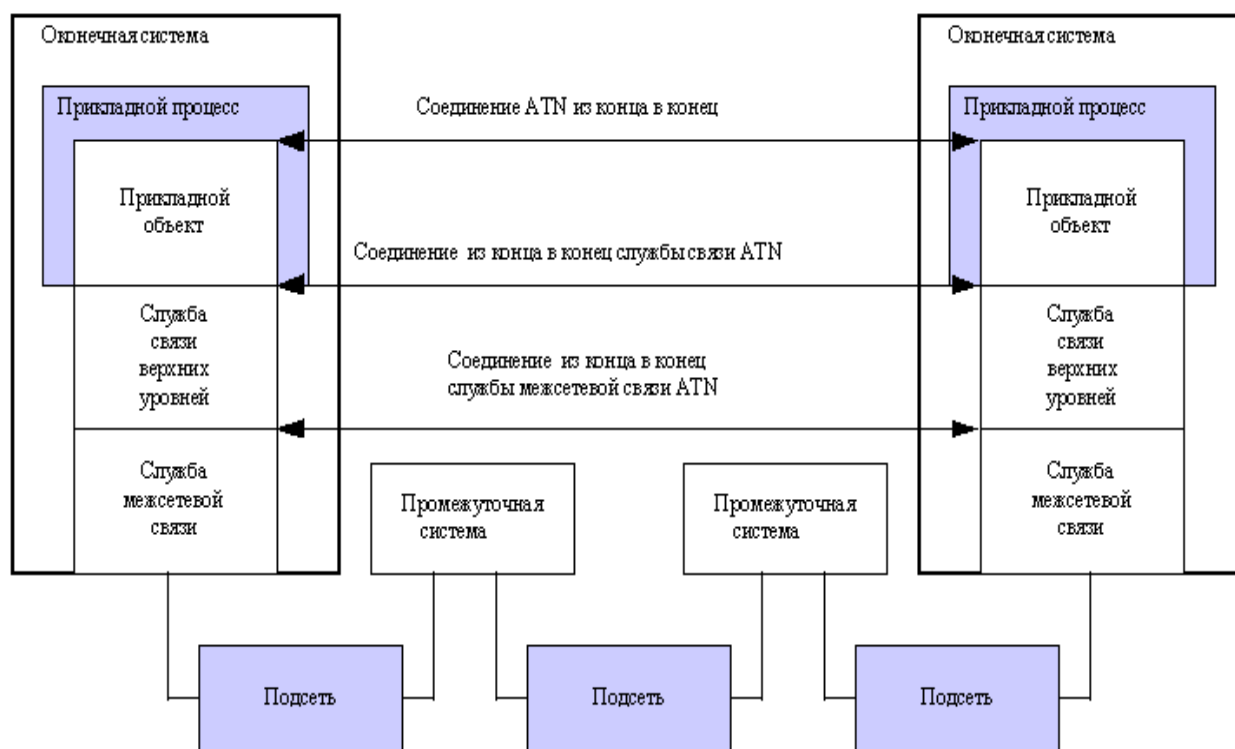 Оконечная система
Оконечная система
Прикладной процесс
Соединение ATN из конца в конец
Прикладной процесс
Прикладной
объект
Прикладной
объект
Соединение из конца в конец службы связи ATN
Служба
связи
верхних
уровней
Соединение из конца в конец
службы межсетевой связи ATN
Служба
связи
верхних
уровней
Служба
межсетевой
связи
Промежуточная
система
Промежуточная
система
Служба
межсетевой
связи
Подсеть
Подсеть
Подсеть